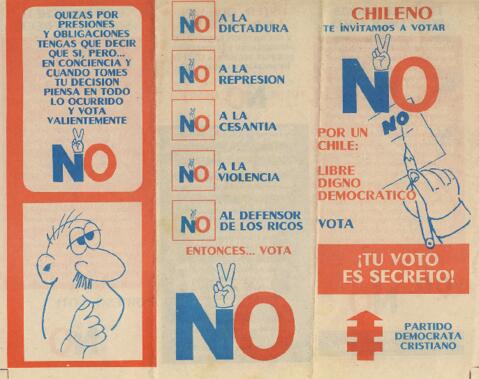 QUIZAS POR
PRESIONES
Y OBLIGACIONES
TENGAS QUE DECIR
QUE SI, PERO...
EN CONCIENCIA Y
CUANDO TOMES
TU DECISION
PIENSA EN TODO
LO OCURRIDO
Y VOTA
VALIENTEMENTE
NO
NO A LA
DICTADURA
NO A LA
REPRESION
NO A LA
CESANTIA
NO A LA
VIOLENCIA
NO AL DEFENSOR
DE LOS RICOS
ENTONCES... VOTA
NO
CHILENO
TE INVITAMOS A VOTAR
NO
NO
POR UN
CHILE:
LIBRE
DIGNO
DEMOCRATICO
VOTA
¡TU VOTO
ES SECRETO!
PARTIDO
DEMOCRATA
CRISTIANO